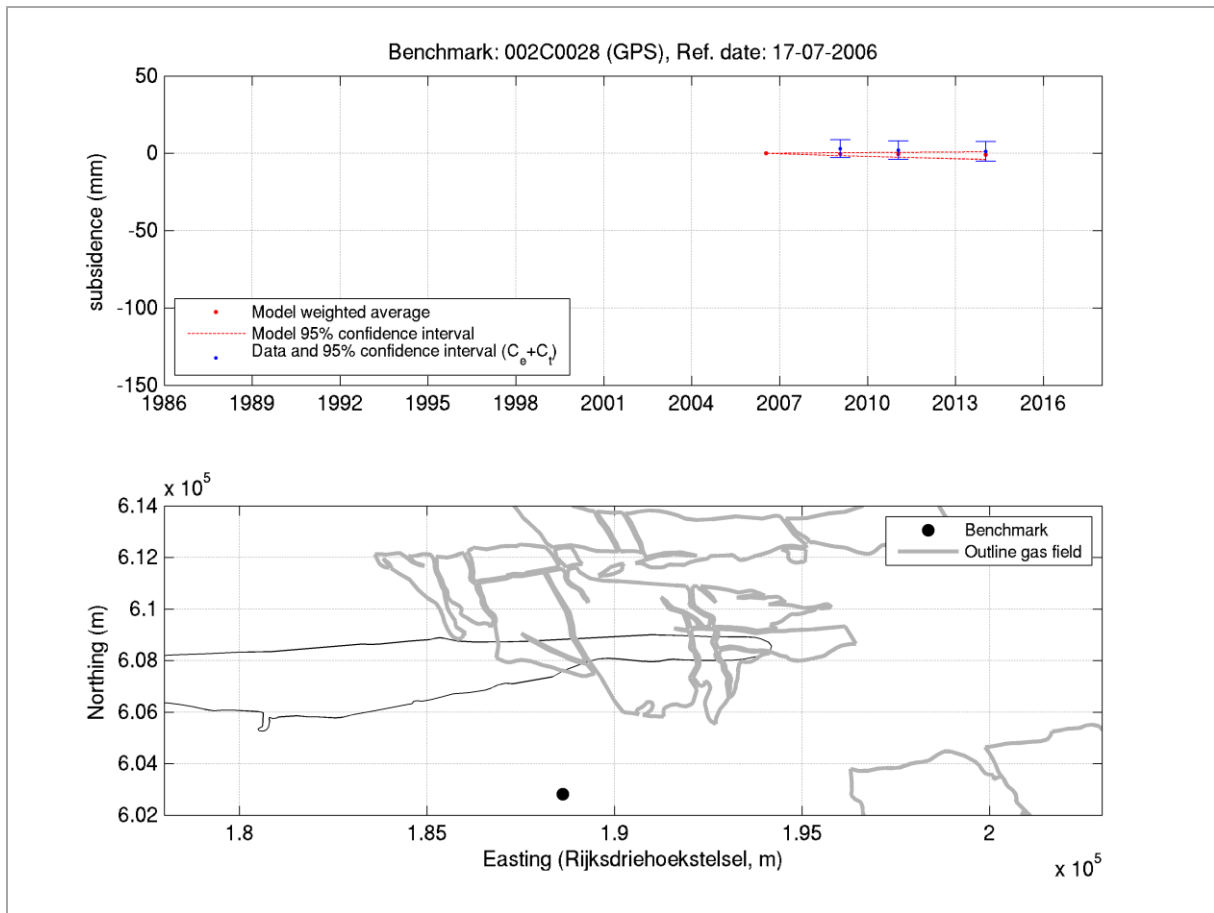 Benchmark: 002C0028 (GPS), Ref. date: 17-07-2006
50
0
-50
-100
-150
subsidence (mm)
Model weighted average
Model 95% confidence interval
Data and 95% confidence interval (C_e+C_t)
1986 1989 1992 1995 1998 2001 2004 2007 2010 2013 2016
x 10^5
6.14
6.12
6.1
6.08
6.06
6.04
6.02
Northing (m)
Benchmark
Outline gas field
1.8 1.85 1.9 1.95 2
Easting (Rijksdriehoekstelsel, m)
x 10^5